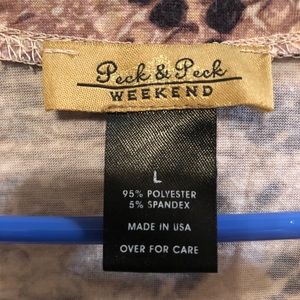 Peck & Peck
WEEKEND
L
95% POLYESTER
5% SPANDEX
MADE IN USA
OVER FOR CARE